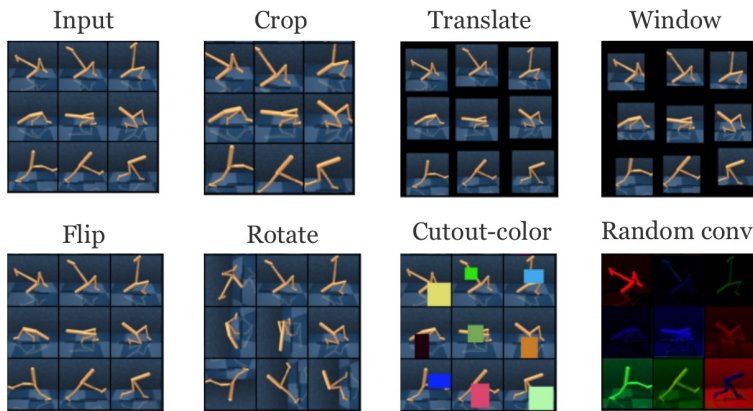 Input
Crop
Translate
Window
Flip
Rotate
Cutout-color
Random conv